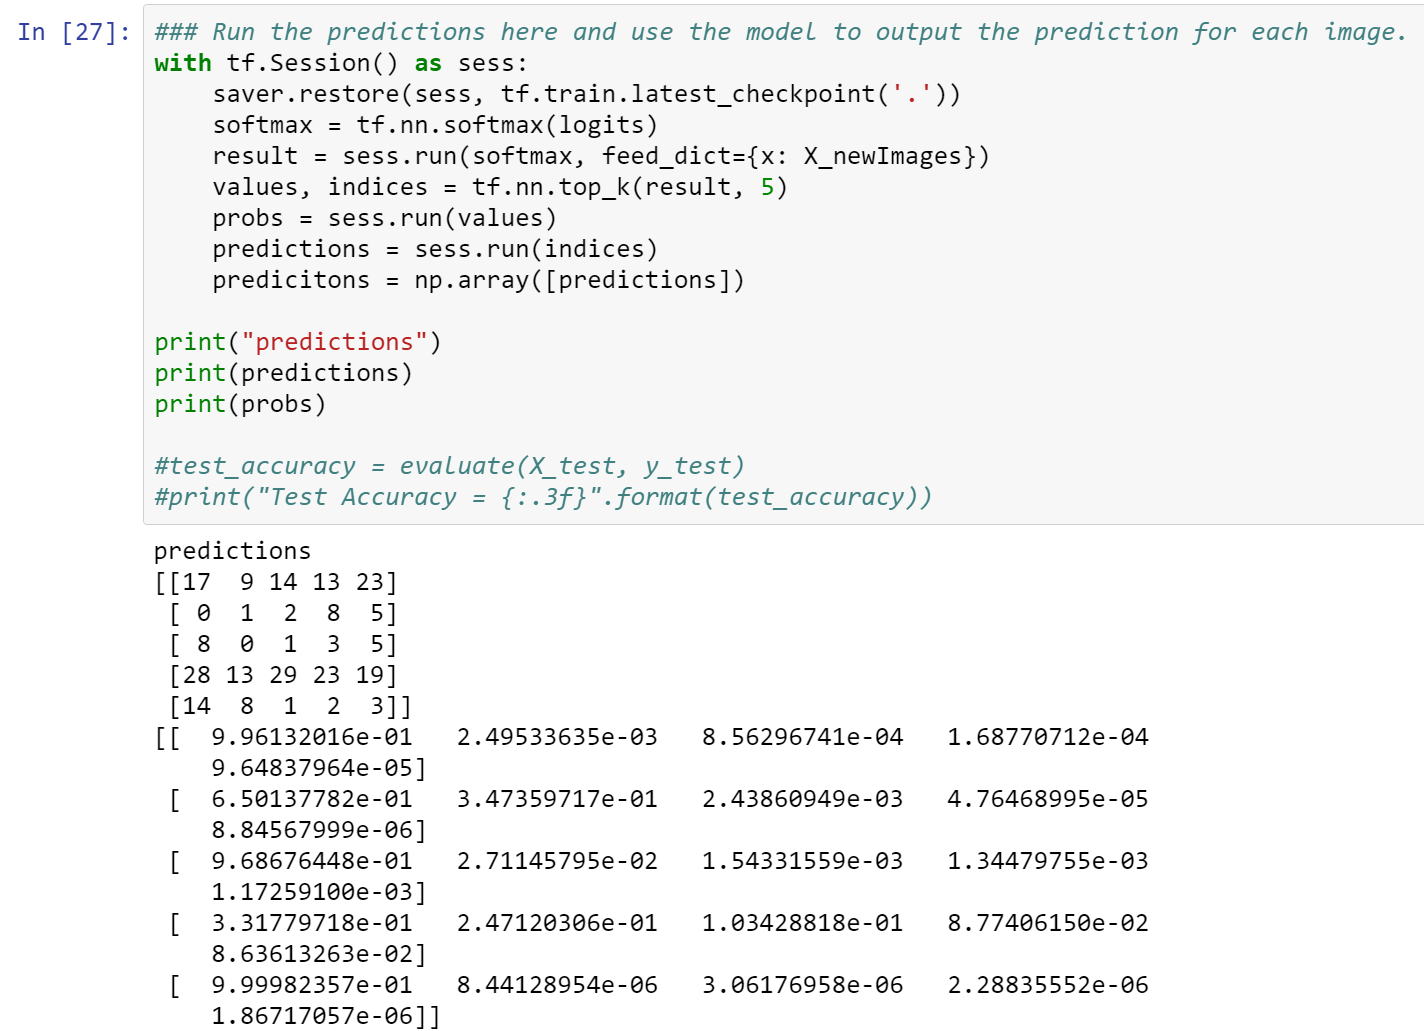 In [27]: ### Run the predictions here and use the model to output the prediction for each image.
with tf.Session() as sess:
    saver.restore(sess, tf.train.latest_checkpoint('.'))
    softmax = tf.nn.softmax(logits)
    result = sess.run(softmax, feed_dict={x: X_newImages})
    values, indices = tf.nn.top_k(result, 5)
    probs = sess.run(values)
    predictions = sess.run(indices)
    predicitons = np.array([predictions])

print("predictions")
print(predictions)
print(probs)

#test_accuracy = evaluate(X_test, y_test)
#print("Test Accuracy = {:.3f}".format(test_accuracy))
predictions
[[17  9 14 13 23]
 [ 0  1  2  8  5]
 [ 8  0  1  3  5]
 [28 13 29 23 19]
 [14  8  1  2  3]]
[[  9.96132016e-01   2.49533635e-03   8.56296741e-04   1.68770712e-04
    9.64837964e-05]
 [  6.50137782e-01   3.47359717e-01   2.43860949e-03   4.76468995e-05
    8.84567999e-06]
 [  9.68676448e-01   2.71145795e-02   1.54331559e-03   1.34479755e-03
    1.17259100e-03]
 [  3.31779718e-01   2.47120306e-01   1.03428818e-01   8.77406150e-02
    8.63613263e-02]
 [  9.99982357e-01   8.44128954e-06   3.06176958e-06   2.28835552e-06
    1.86717057e-06]]